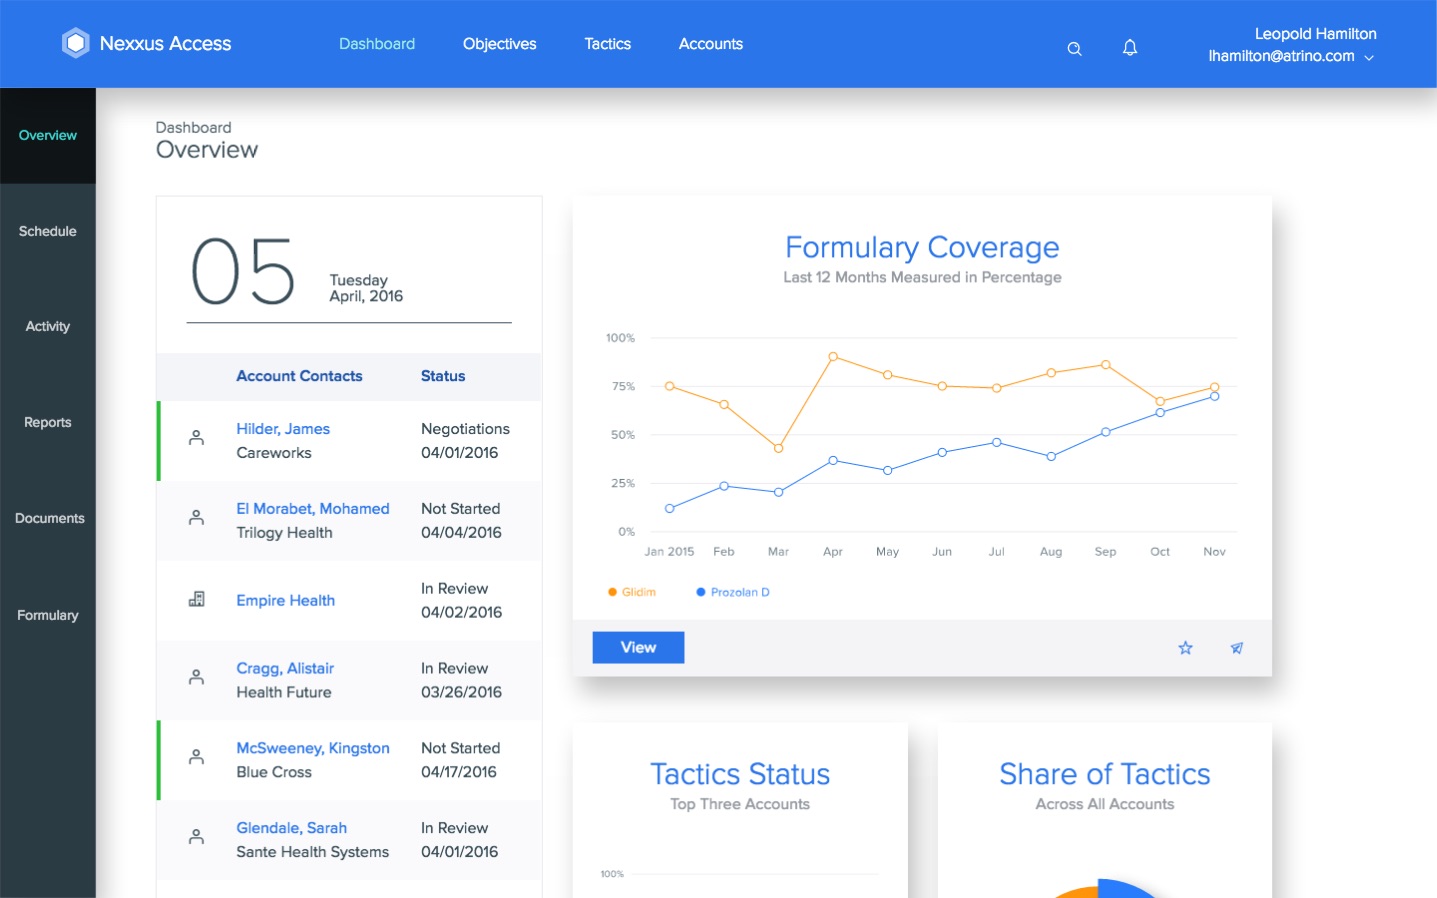 Nexxus Access
Dashboard
Objectives
Tactics
Accounts
Leopold Hamilton
lhamilton@atrino.com
Overview
Schedule
Activity
Reports
Documents
Formulary
Dashboard
Overview
05
Tuesday
April, 2016
Account Contacts Status
Hilder, James Negotiations
Careworks 04/01/2016
El Morabet, Mohamed Not Started
Trilogy Health 04/04/2016
Empire Health
In Review
04/02/2016
Cragg, Alistair In Review
Health Future 03/26/2016
McSweeney, Kingston Not Started
Blue Cross 04/17/2016
Glendale, Sarah In Review
Sante Health Systems 04/01/2016
Formulary Coverage
Last 12 Months Measured in Percentage
100%
75%
50%
25%
0%
Jan 2015 Feb Mar Apr May Jun Jul Aug Sep Oct Nov
Glidim Prozolan D
View
Tactics Status
Top Three Accounts
100%
Share of Tactics
Across All Accounts